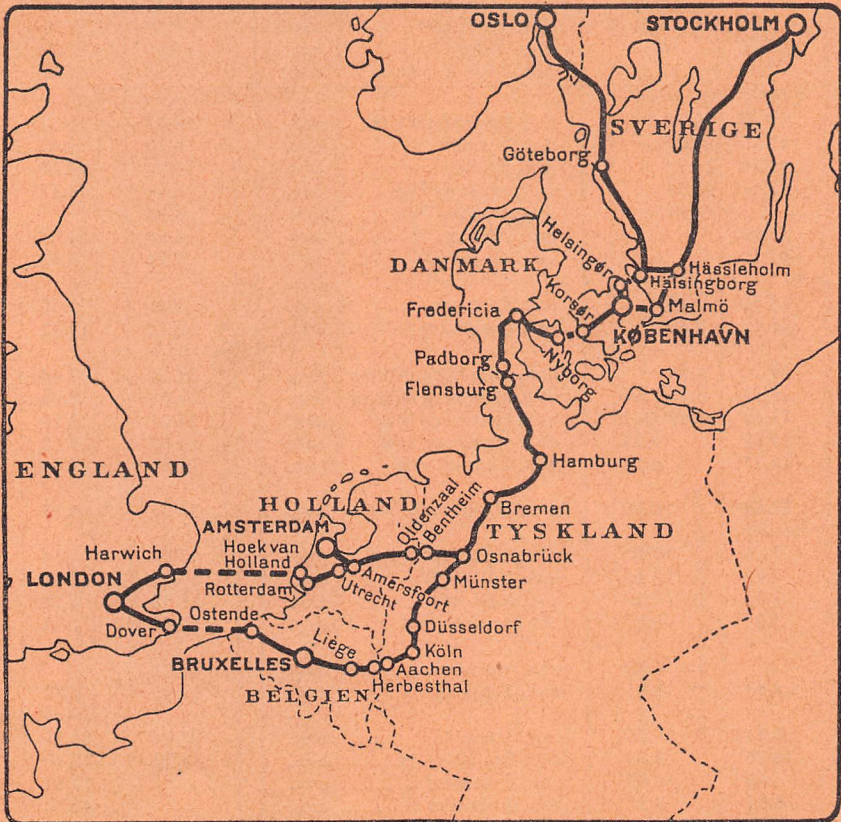 OSLO
STOCKHOLM
SVERIGE
Göteborg
Helsingør
DANMARK
Hässleholm
Hälsingborg
Korsør
Malmö
Fredericia
KØBENHAVN
Nyborg
Padborg
Flensburg
ENGLAND
Hamburg
HOLLAND
Oldenzaal
Bentheim
Bremen
AMSTERDAM
TYSKLAND
Harwich
Hoek van
Holland
Osnabrück
LONDON
Amersfoort
Münster
Rotterdam
Utrecht
Ostende
Dover
Liège
Düsseldorf
BRUXELLES
Köln
Aachen
Herbesthal
BELGIEN